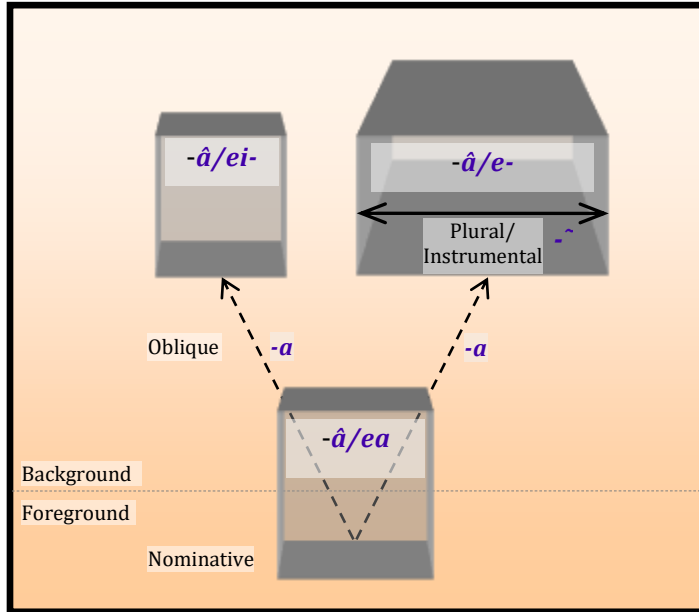 -â/ei-
-â/e-
Plural/
Instrumental
-˜
Oblique
-a
-a
-â/ea
Background
Foreground
Nominative